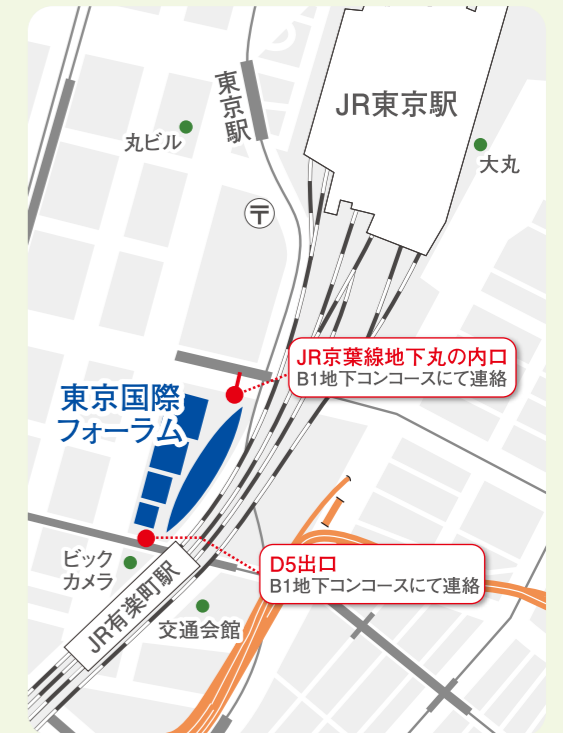 JR東京駅
東京駅
丸ビル
大丸
〒
JR京葉線地下丸の内口
B1地下コンコースにて連絡
東京国際
フォーラム
D5出口
B1地下コンコースにて連絡
ビック
カメラ
JR有楽町駅
交通会館